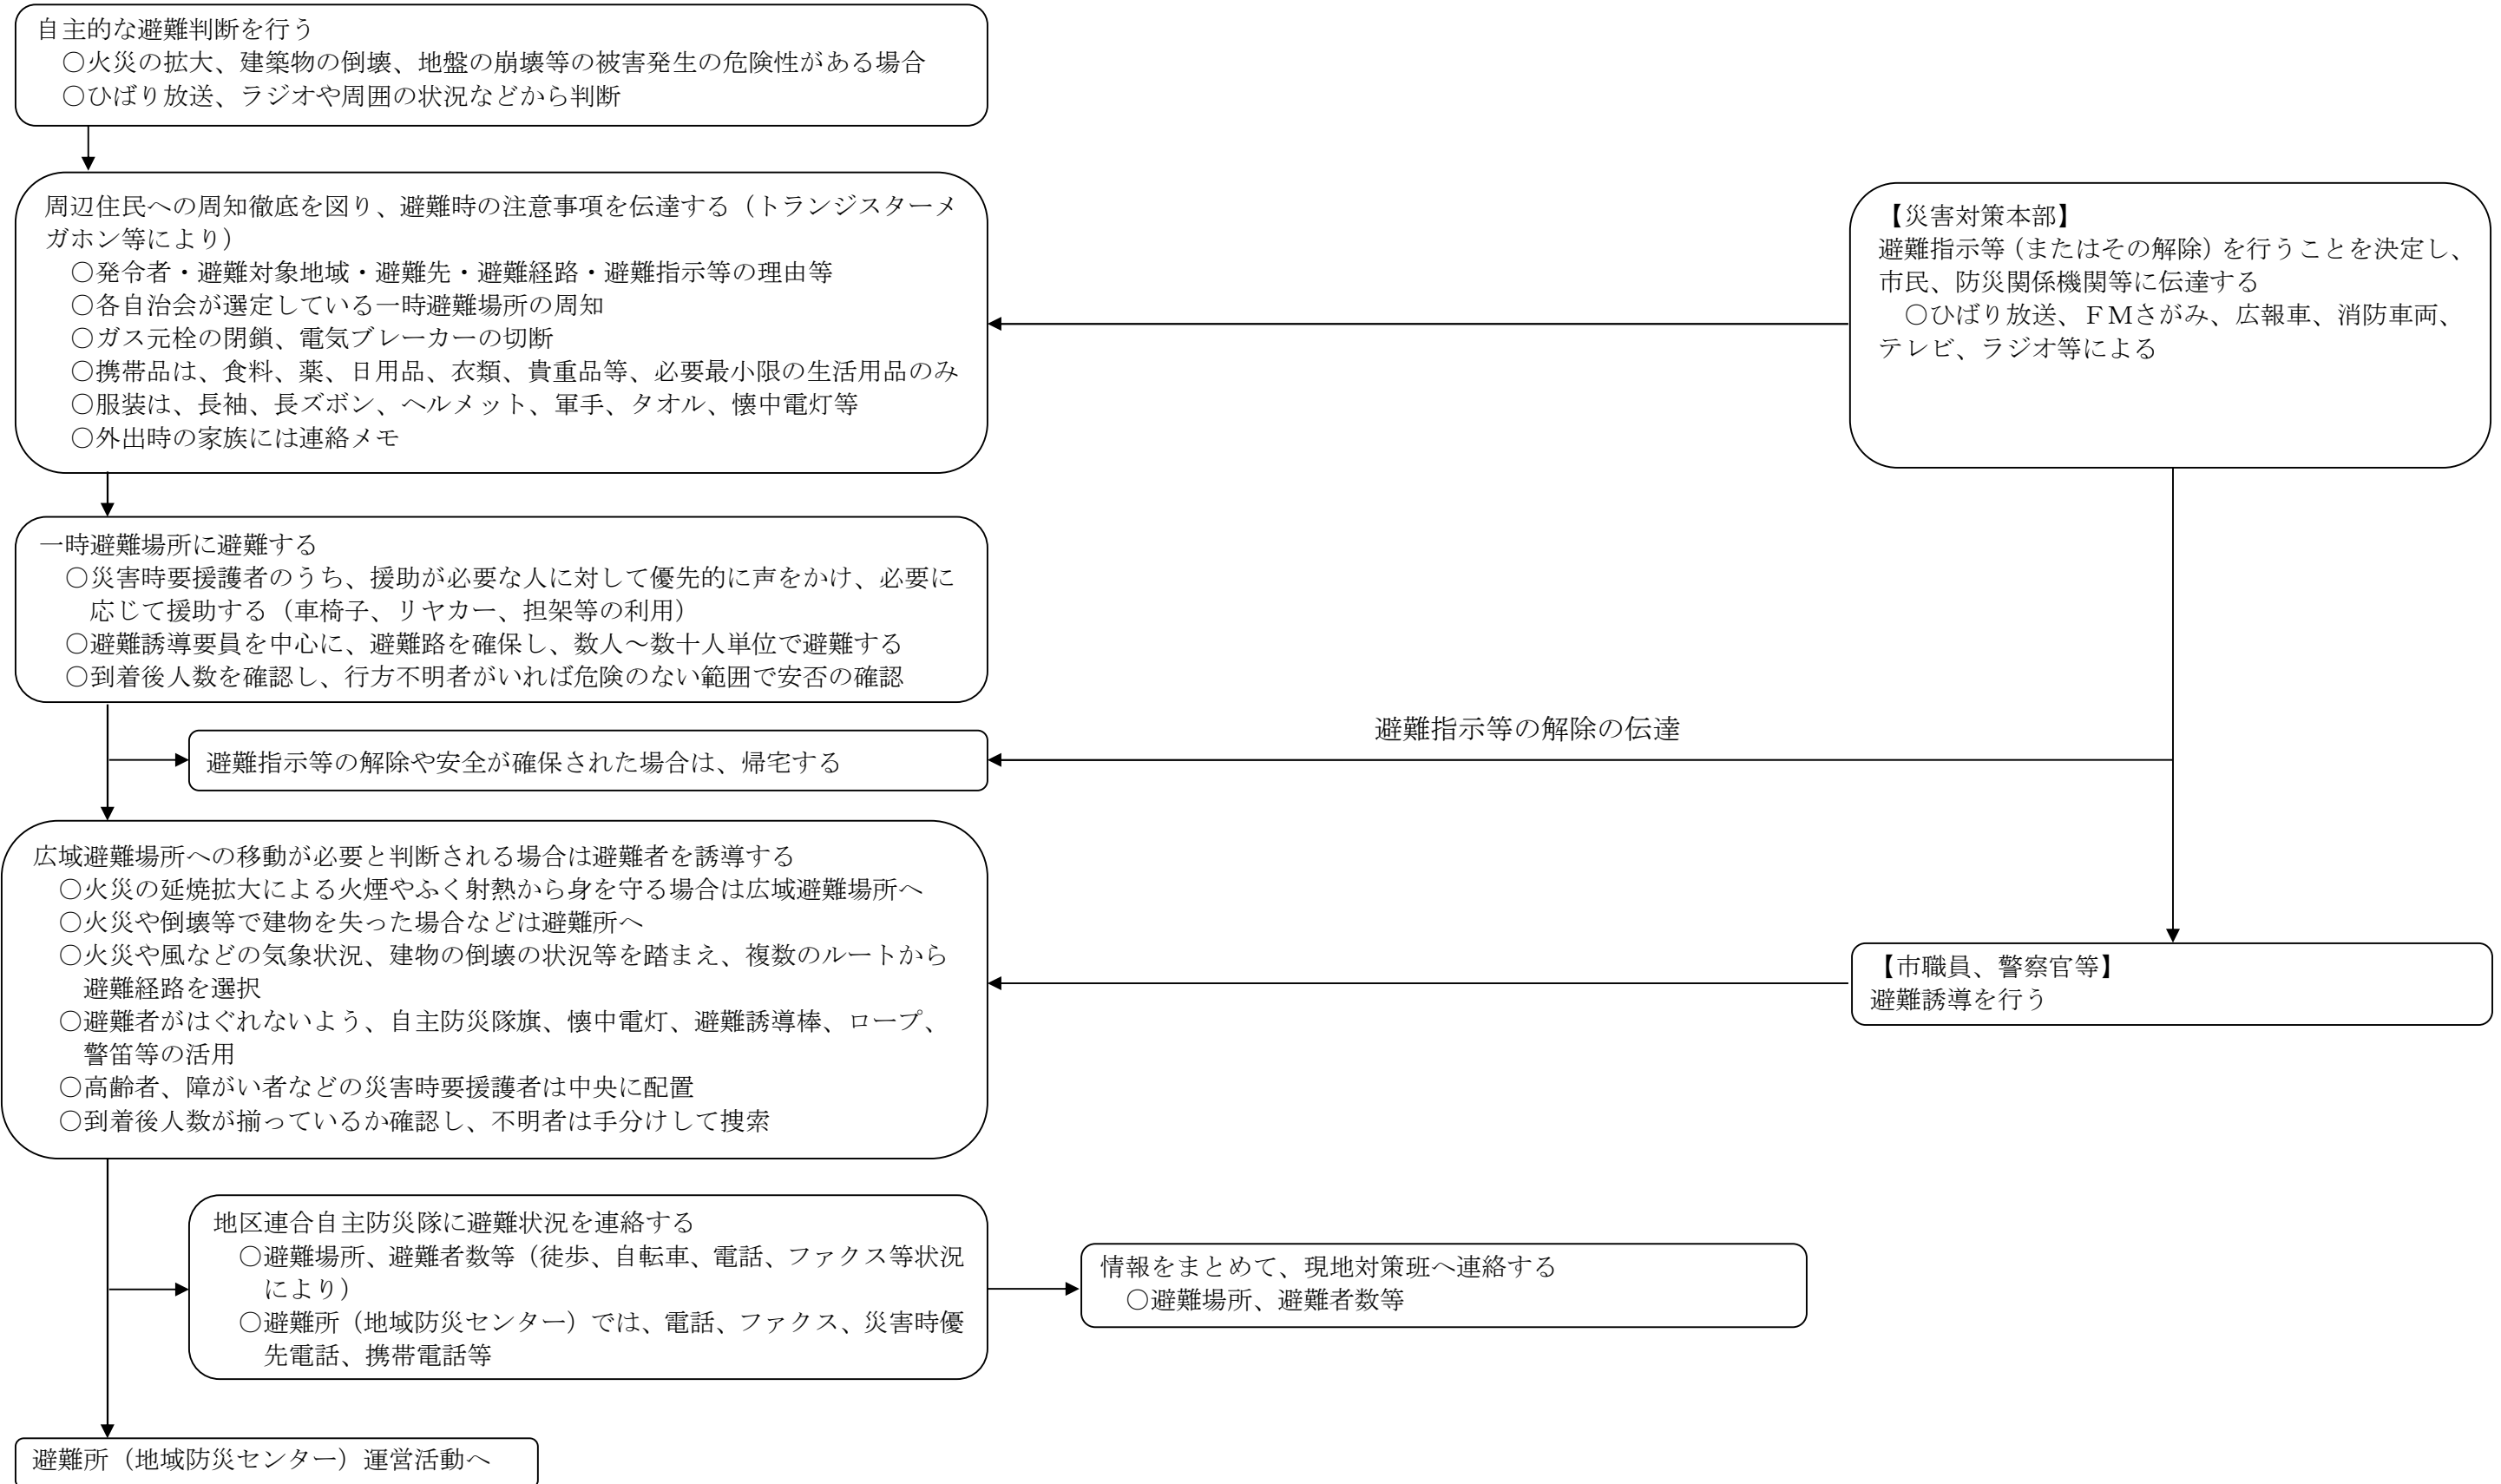 自主的な避難判断を行う
○火災の拡大、建築物の倒壊、地盤の崩壊等の被害発生の危険性がある場合
○ひばり放送、ラジオや周囲の状況などから判断
周辺住民への周知徹底を図り、避難時の注意事項を伝達する（トランジスターメ
ガホン等により）
○発令者・避難対象地域・避難先・避難経路・避難指示等の理由等
○各自治会が選定している一時避難場所の周知
○ガス元栓の閉鎖、電気ブレーカーの切断
○携帯品は、食料、薬、日用品、衣類、貴重品等、必要最小限の生活用品のみ
○服装は、長袖、長ズボン、ヘルメット、軍手、タオル、懐中電灯等
○外出時の家族には連絡メモ
【災害対策本部】
避難指示等（またはその解除）を行うことを決定し、
市民、防災関係機関等に伝達する
○ひばり放送、ＦＭさがみ、広報車、消防車両、
テレビ、ラジオ等による
一時避難場所に避難する
○災害時要援護者のうち、援助が必要な人に対して優先的に声をかけ、必要に
応じて援助する（車椅子、リヤカー、担架等の利用）
○避難誘導要員を中心に、避難路を確保し、数人～数十人単位で避難する
○到着後人数を確認し、行方不明者がいれば危険のない範囲で安否の確認
避難指示等の解除の伝達
避難指示等の解除や安全が確保された場合は、帰宅する
広域避難場所への移動が必要と判断される場合は避難者を誘導する
○火災の延焼拡大による火煙やふく射熱から身を守る場合は広域避難場所へ
○火災や倒壊等で建物を失った場合などは避難所へ
○火災や風などの気象状況、建物の倒壊の状況等を踏まえ、複数のルートから
避難経路を選択
○避難者がはぐれないよう、自主防災隊旗、懐中電灯、避難誘導棒、ロープ、
警笛等の活用
○高齢者、障がい者などの災害時要援護者は中央に配置
○到着後人数が揃っているか確認し、不明者は手分けして捜索
【市職員、警察官等】
避難誘導を行う
地区連合自主防災隊に避難状況を連絡する
○避難場所、避難者数等（徒歩、自転車、電話、ファクス等状況
により）
○避難所（地域防災センター）では、電話、ファクス、災害時優
先電話、携帯電話等
情報をまとめて、現地対策班へ連絡する
○避難場所、避難者数等
避難所（地域防災センター）運営活動へ